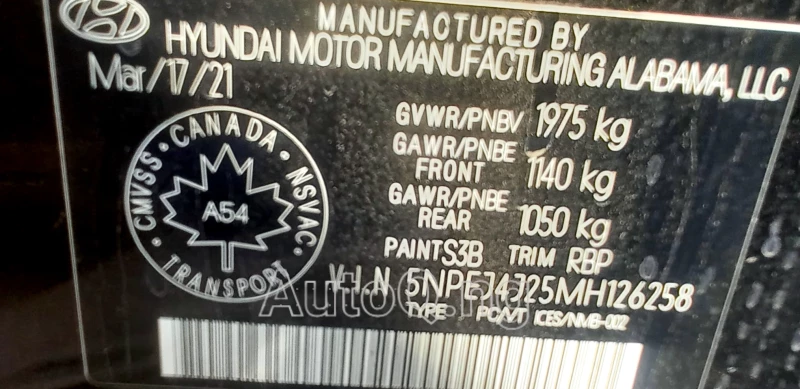 MANUFACTURED BY
HYUNDAI MOTOR MANUFACTURING ALABAMA, LLC
Mar/17/21
GVWR/PNBV 1975 kg
GAWR/PNBE
FRONT 1140 kg
GAWR/PNBE
REAR 1050 kg
PAINT S3B TRIM RBP
V·I·N 5NPEJ4J25MH126258
TYPE PC/VT ICES/NMB-002
CMVSS · CANADA · NSVAC
A54
TRANSPORT